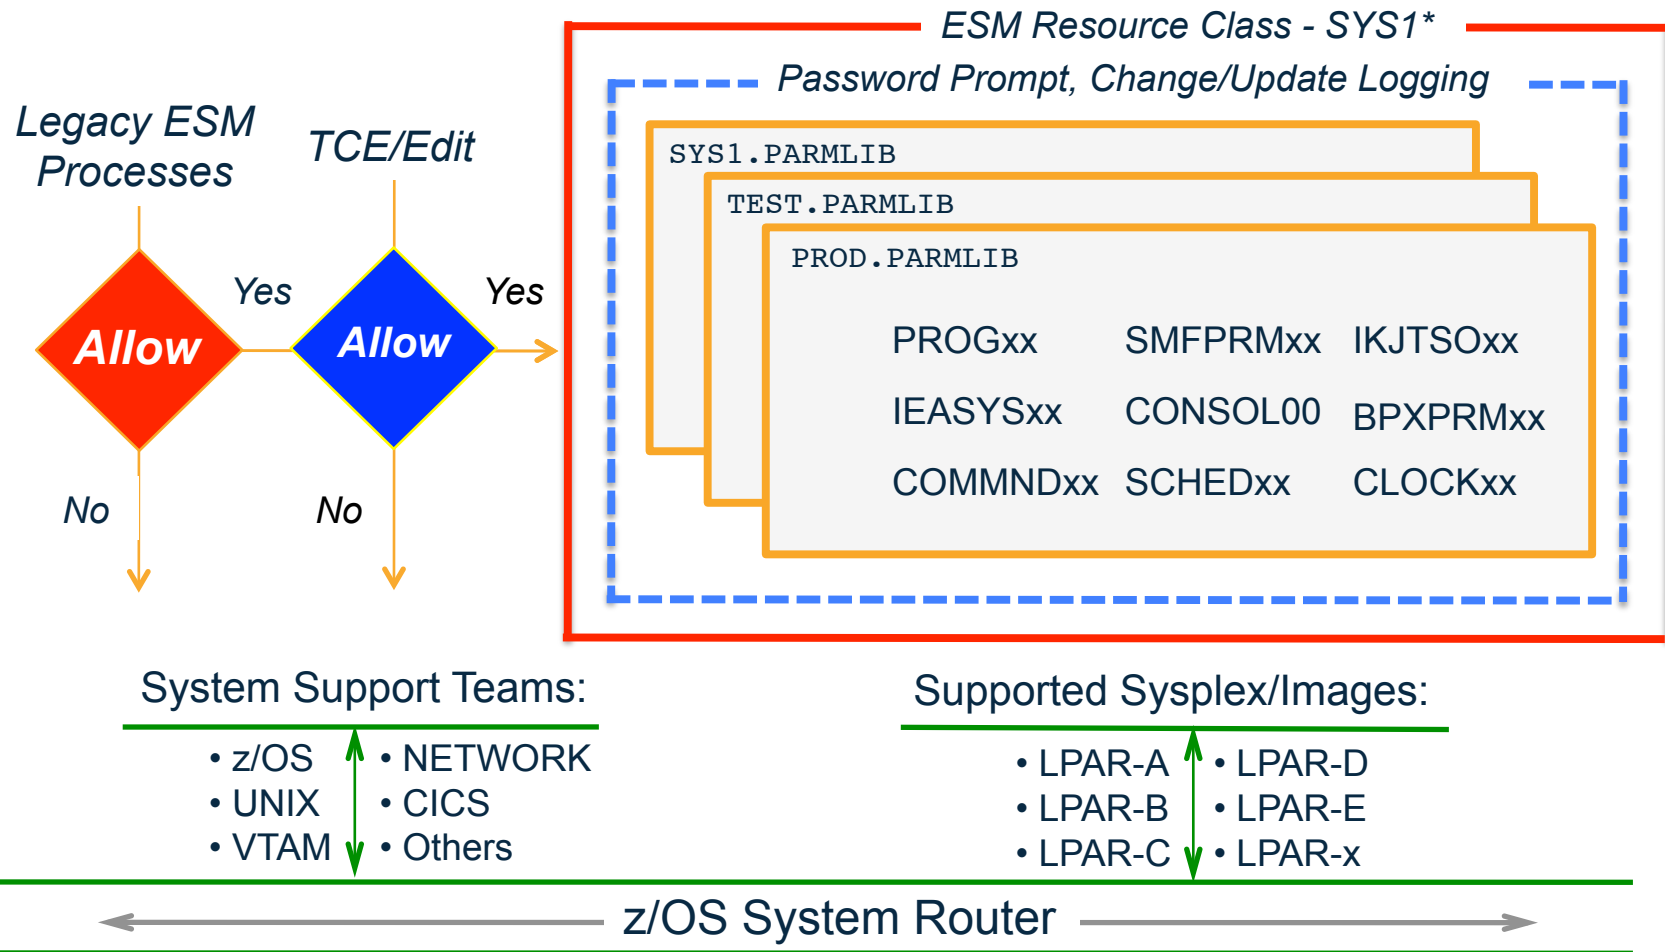 ESM Resource Class - SYS1*
Password Prompt, Change/Update Logging
Legacy ESM
Processes
TCE/Edit
SYS1.PARMLIB
TEST.PARMLIB
PROD.PARMLIB
Yes
Yes
Allow
Allow
PROGxx SMFPRMxx IKJTSOxx
IEASYSxx CONSOL00 BPXPRMxx
COMMNDxx SCHEDxx CLOCKxx
No
No
System Support Teams:
• z/OS • NETWORK
• UNIX • CICS
• VTAM • Others
Supported Sysplex/Images:
• LPAR-A • LPAR-D
• LPAR-B • LPAR-E
• LPAR-C • LPAR-x
z/OS System Router